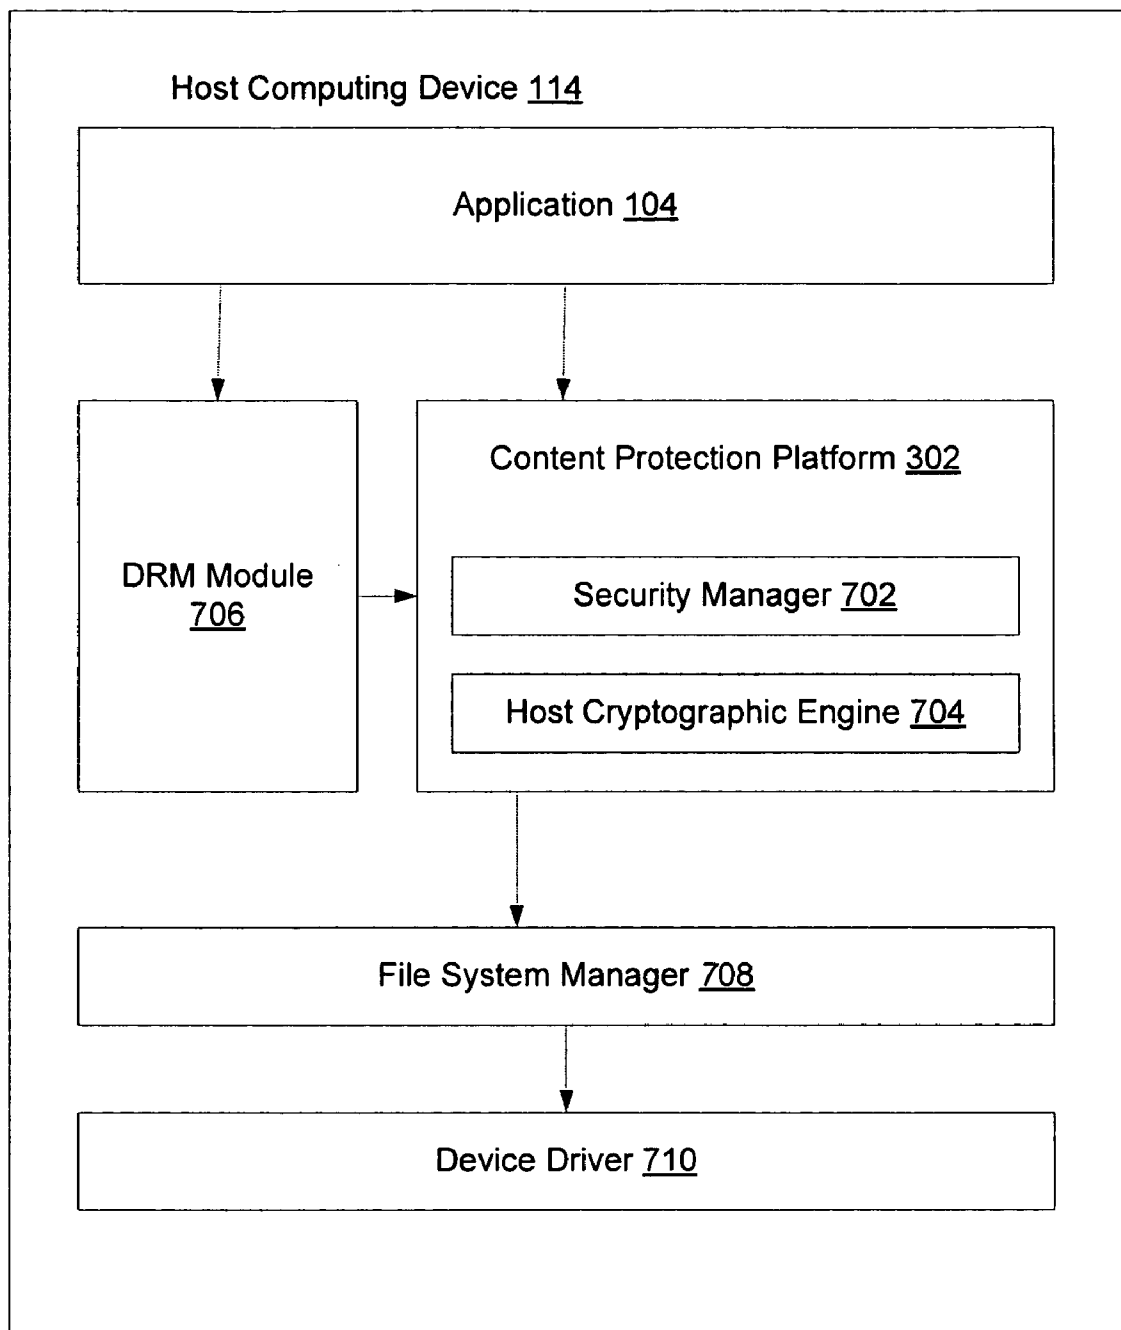 Host Computing Device 114
Application 104
DRM Module
706
Content Protection Platform 302
Security Manager 702
Host Cryptographic Engine 704
File System Manager 708
Device Driver 710